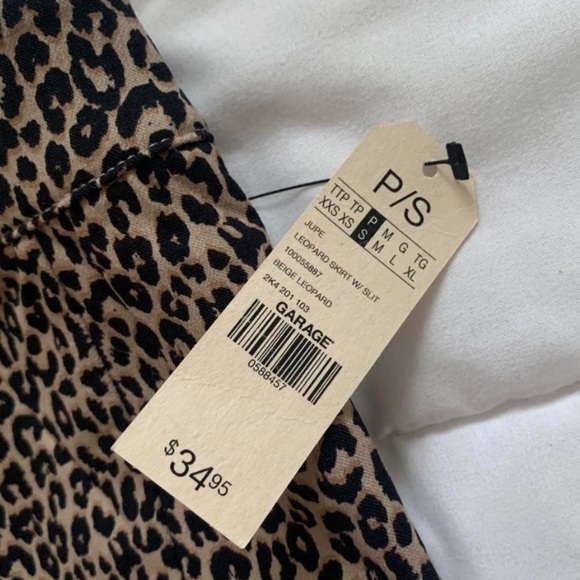 P/S
TTP TP P M G TG
XXS XS S M L XL
JUPE
LEOPARD SKIRT W/ SLIT
100055887
BEIGE LEOPARD
2K4 201 103
GARAGE
0588457
$34.95